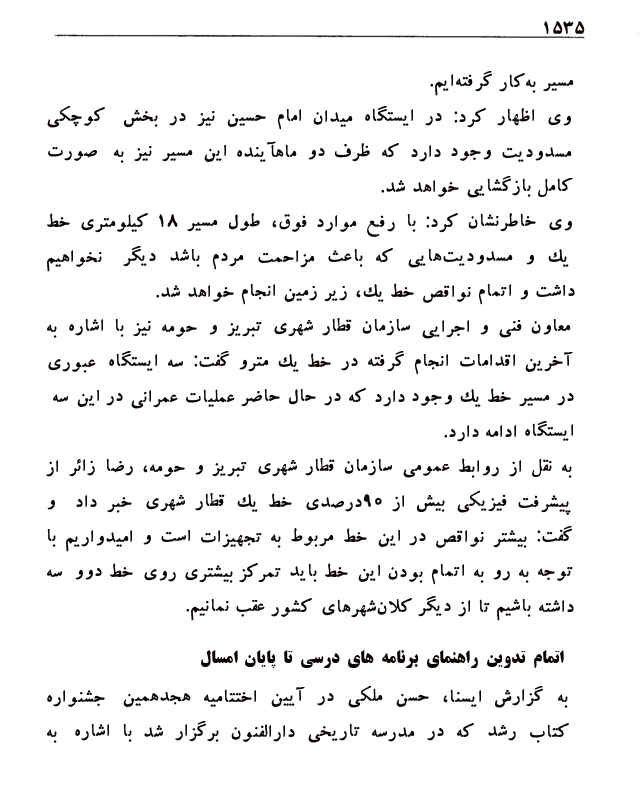 ۱۵۳۵
مسیر به‌کار گرفته‌ایم.
وی اظهار کرد: در ایستگاه میدان امام حسین نیز در بخش کوچکی
مسدودیت وجود دارد که ظرف دو ماهآینده این مسیر نیز به صورت
کامل بازگشایی خواهد شد.
وی خاطرنشان کرد: با رفع موارد فوق، طول مسیر ۱۸ کیلومتری خط
یك و مسدودیت‌هایی که باعث مزاحمت مردم باشد دیگر نخواهیم
داشت و اتمام نواقص خط یك، زیر زمین انجام خواهد شد.
معاون فنی و اجرایی سازمان قطار شهری تبریز و حومه نیز با اشاره به
آخرین اقدامات انجام گرفته در خط یك مترو گفت: سه ایستگاه عبوری
در مسیر خط یك وجود دارد که در حال حاضر عملیات عمرانی در این سه
ایستگاه ادامه دارد.
به نقل از روابط عمومی سازمان قطار شهری تبریز و حومه، رضا زائر از
پیشرفت فیزیکی بیش از ۹۰درصدی خط یك قطار شهری خبر داد و
گفت: بیشتر نواقص در این خط مربوط به تجهیزات است و امیدواریم با
توجه به رو به اتمام بودن این خط باید تمرکز بیشتری روی خط دوو سه
داشته باشیم تا از دیگر کلان‌شهرهای کشور عقب نمانیم.
اتمام تدوین راهنمای برنامه های درسی تا پایان امسال
به گزارش ایسنا، حسن ملکی در آیین اختتامیه هجدهمین جشنواره
کتاب رشد که در مدرسه تاریخی دارالفنون برگزار شد با اشاره به